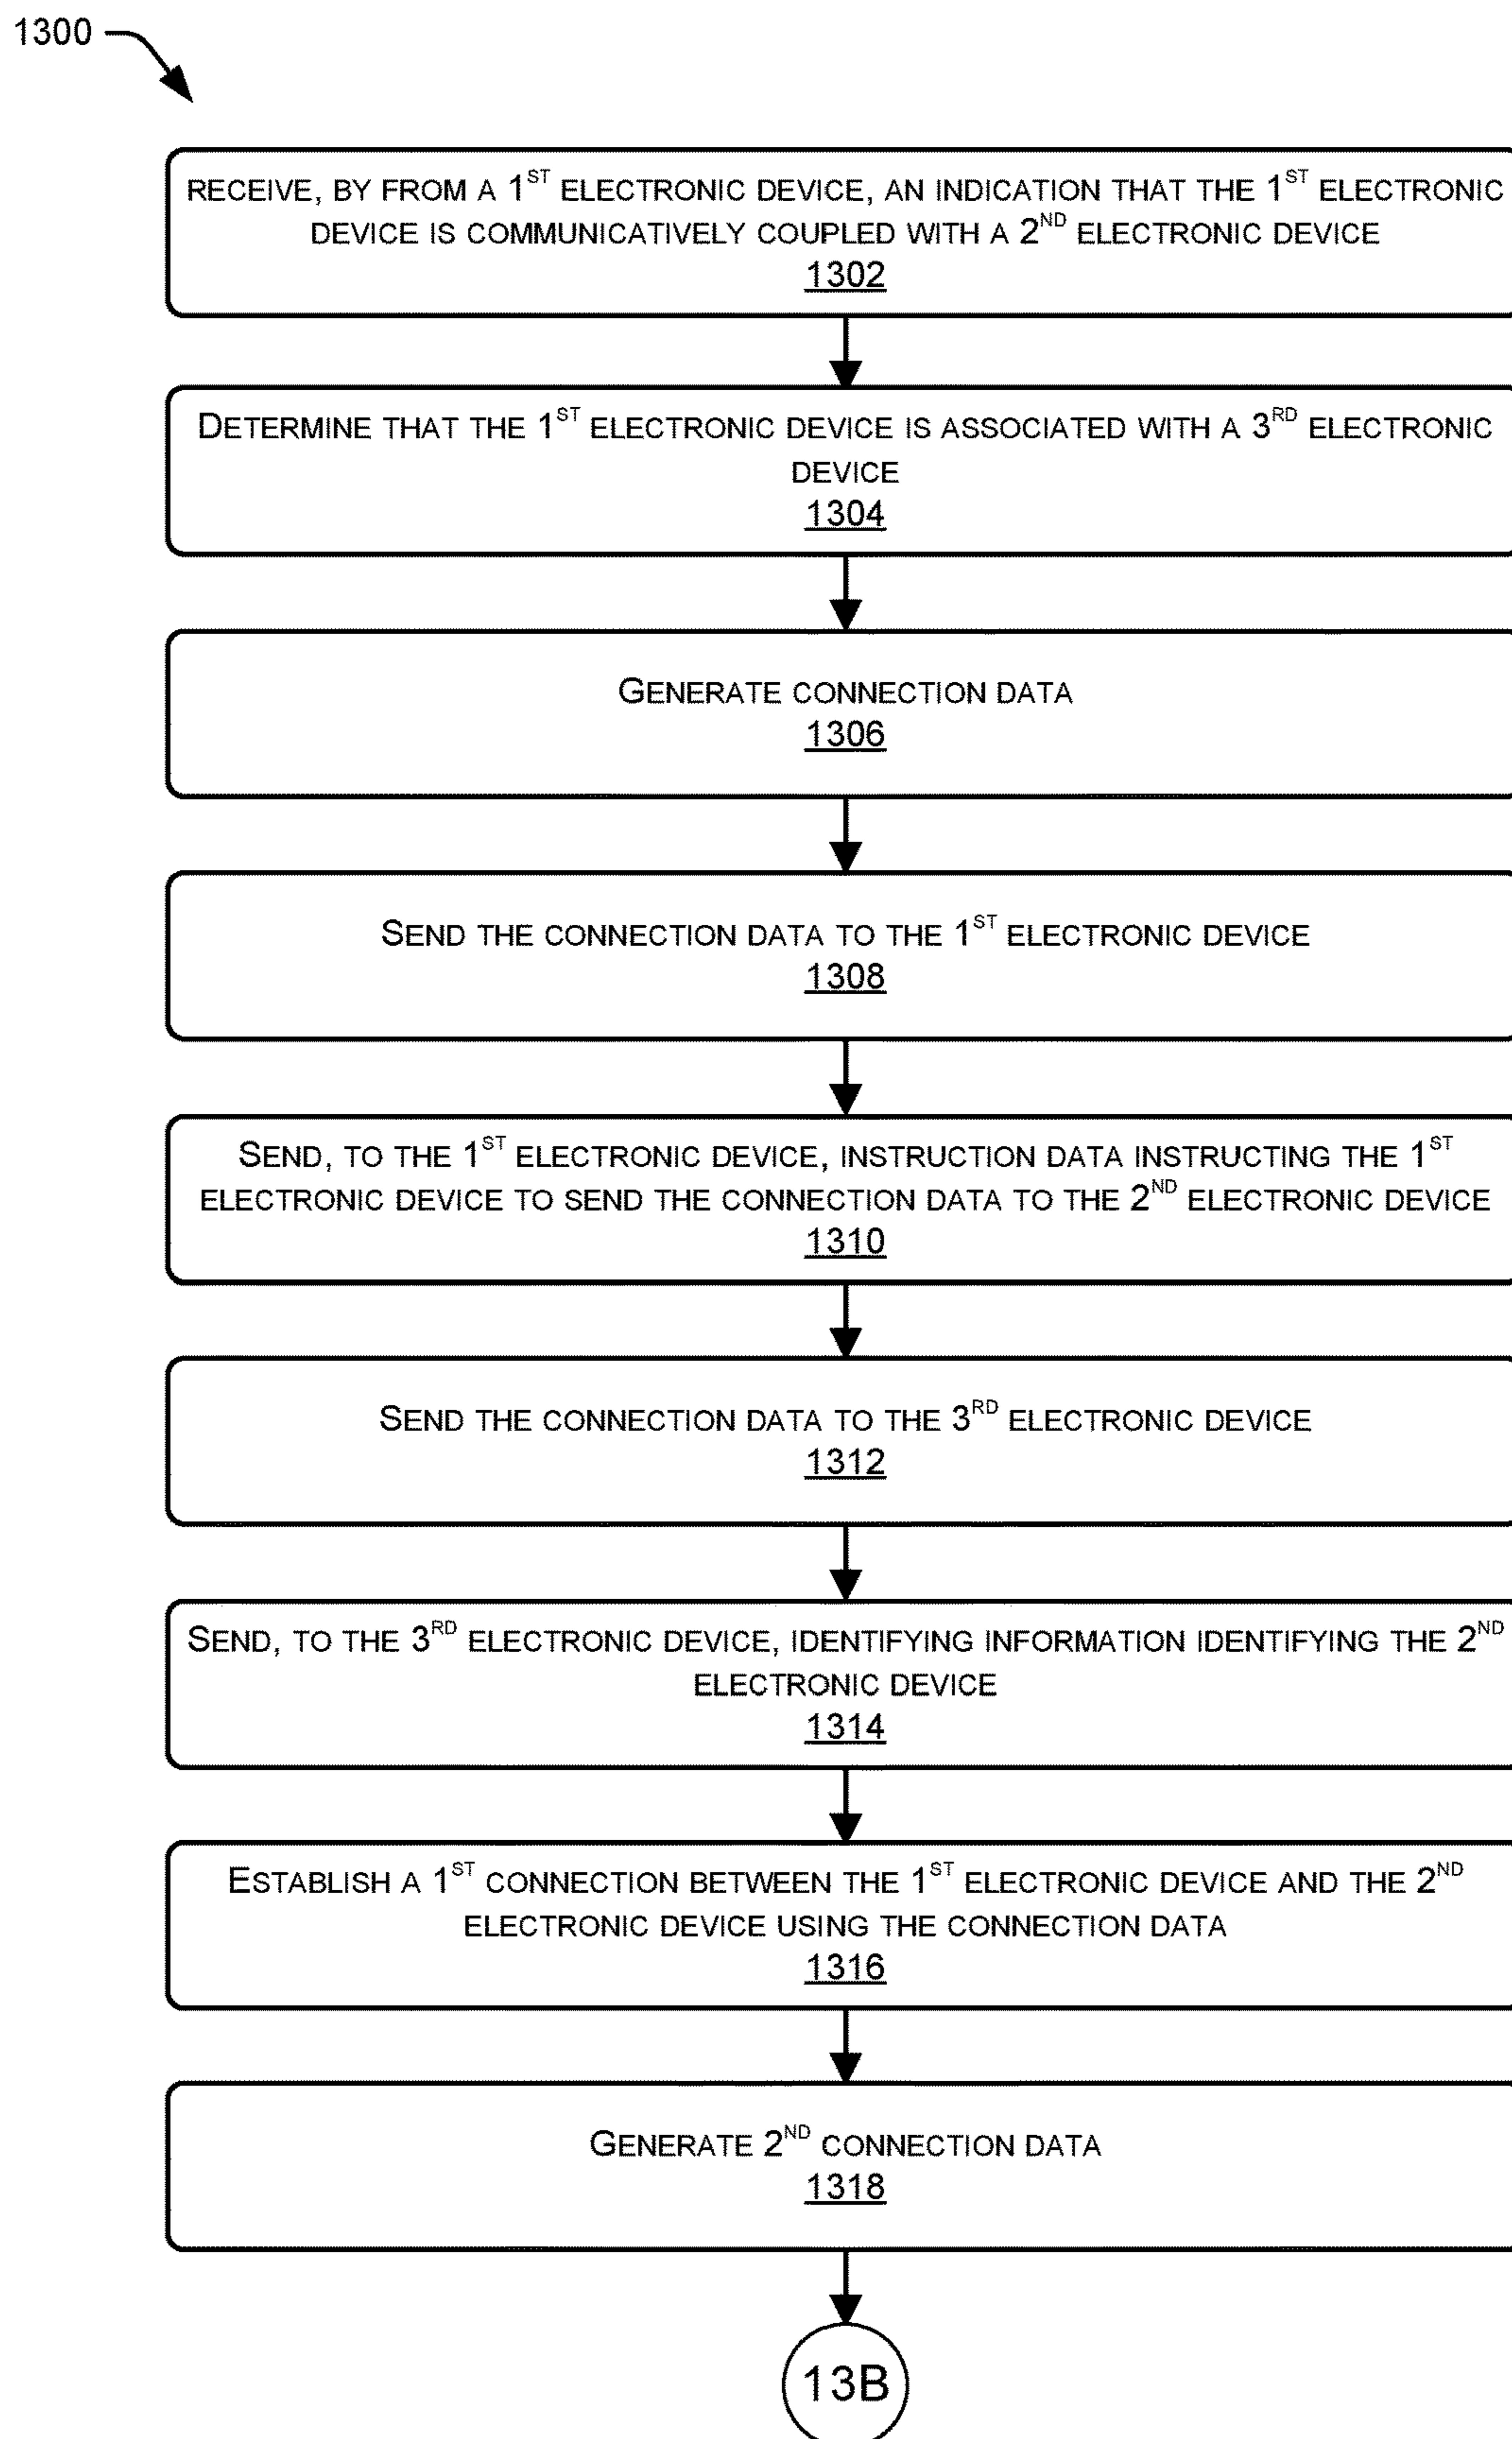 1300
RECEIVE, BY FROM A 1ST ELECTRONIC DEVICE, AN INDICATION THAT THE 1ST ELECTRONIC
DEVICE IS COMMUNICATIVELY COUPLED WITH A 2ND ELECTRONIC DEVICE
1302
DETERMINE THAT THE 1ST ELECTRONIC DEVICE IS ASSOCIATED WITH A 3RD ELECTRONIC
DEVICE
1304
GENERATE CONNECTION DATA
1306
SEND THE CONNECTION DATA TO THE 1ST ELECTRONIC DEVICE
1308
SEND, TO THE 1ST ELECTRONIC DEVICE, INSTRUCTION DATA INSTRUCTING THE 1ST
ELECTRONIC DEVICE TO SEND THE CONNECTION DATA TO THE 2ND ELECTRONIC DEVICE
1310
SEND THE CONNECTION DATA TO THE 3RD ELECTRONIC DEVICE
1312
SEND, TO THE 3RD ELECTRONIC DEVICE, IDENTIFYING INFORMATION IDENTIFYING THE 2ND
ELECTRONIC DEVICE
1314
ESTABLISH A 1ST CONNECTION BETWEEN THE 1ST ELECTRONIC DEVICE AND THE 2ND
ELECTRONIC DEVICE USING THE CONNECTION DATA
1316
GENERATE 2ND CONNECTION DATA
1318
13B